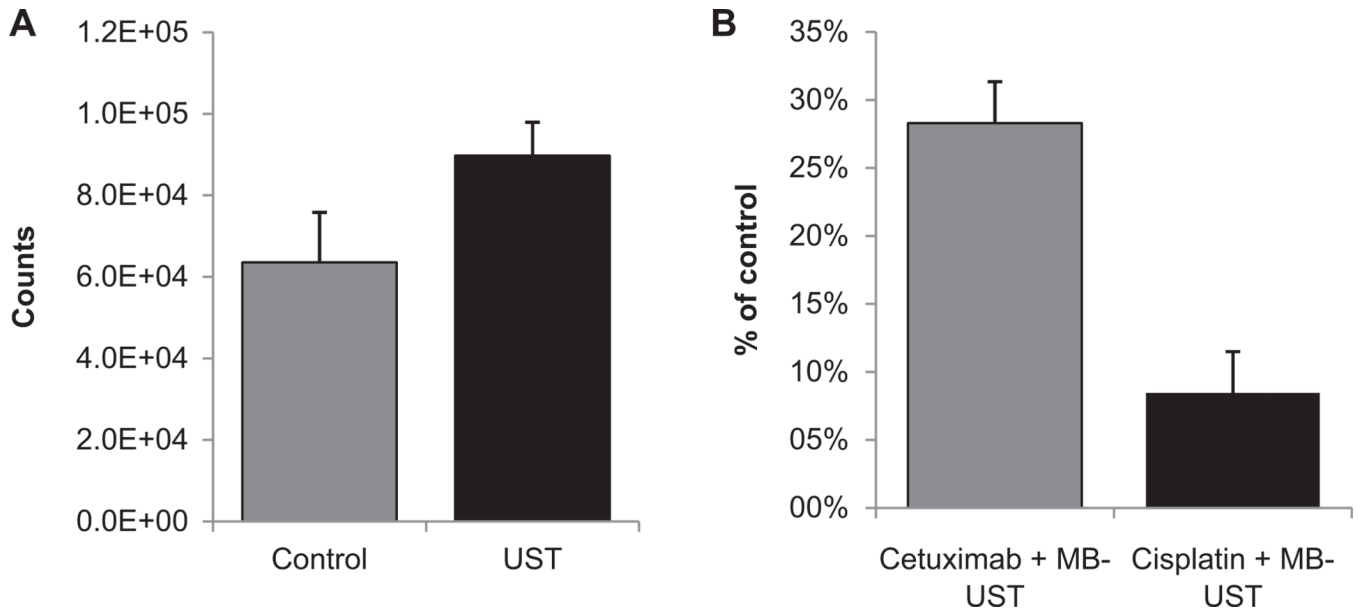 A
1.2E+05
1.0E+05
8.0E+04
6.0E+04
4.0E+04
2.0E+04
0.0E+00
Counts
Control
UST
B
35%
30%
25%
20%
15%
10%
05%
00%
% of control
Cetuximab + MB-
UST
Cisplatin + MB-
UST